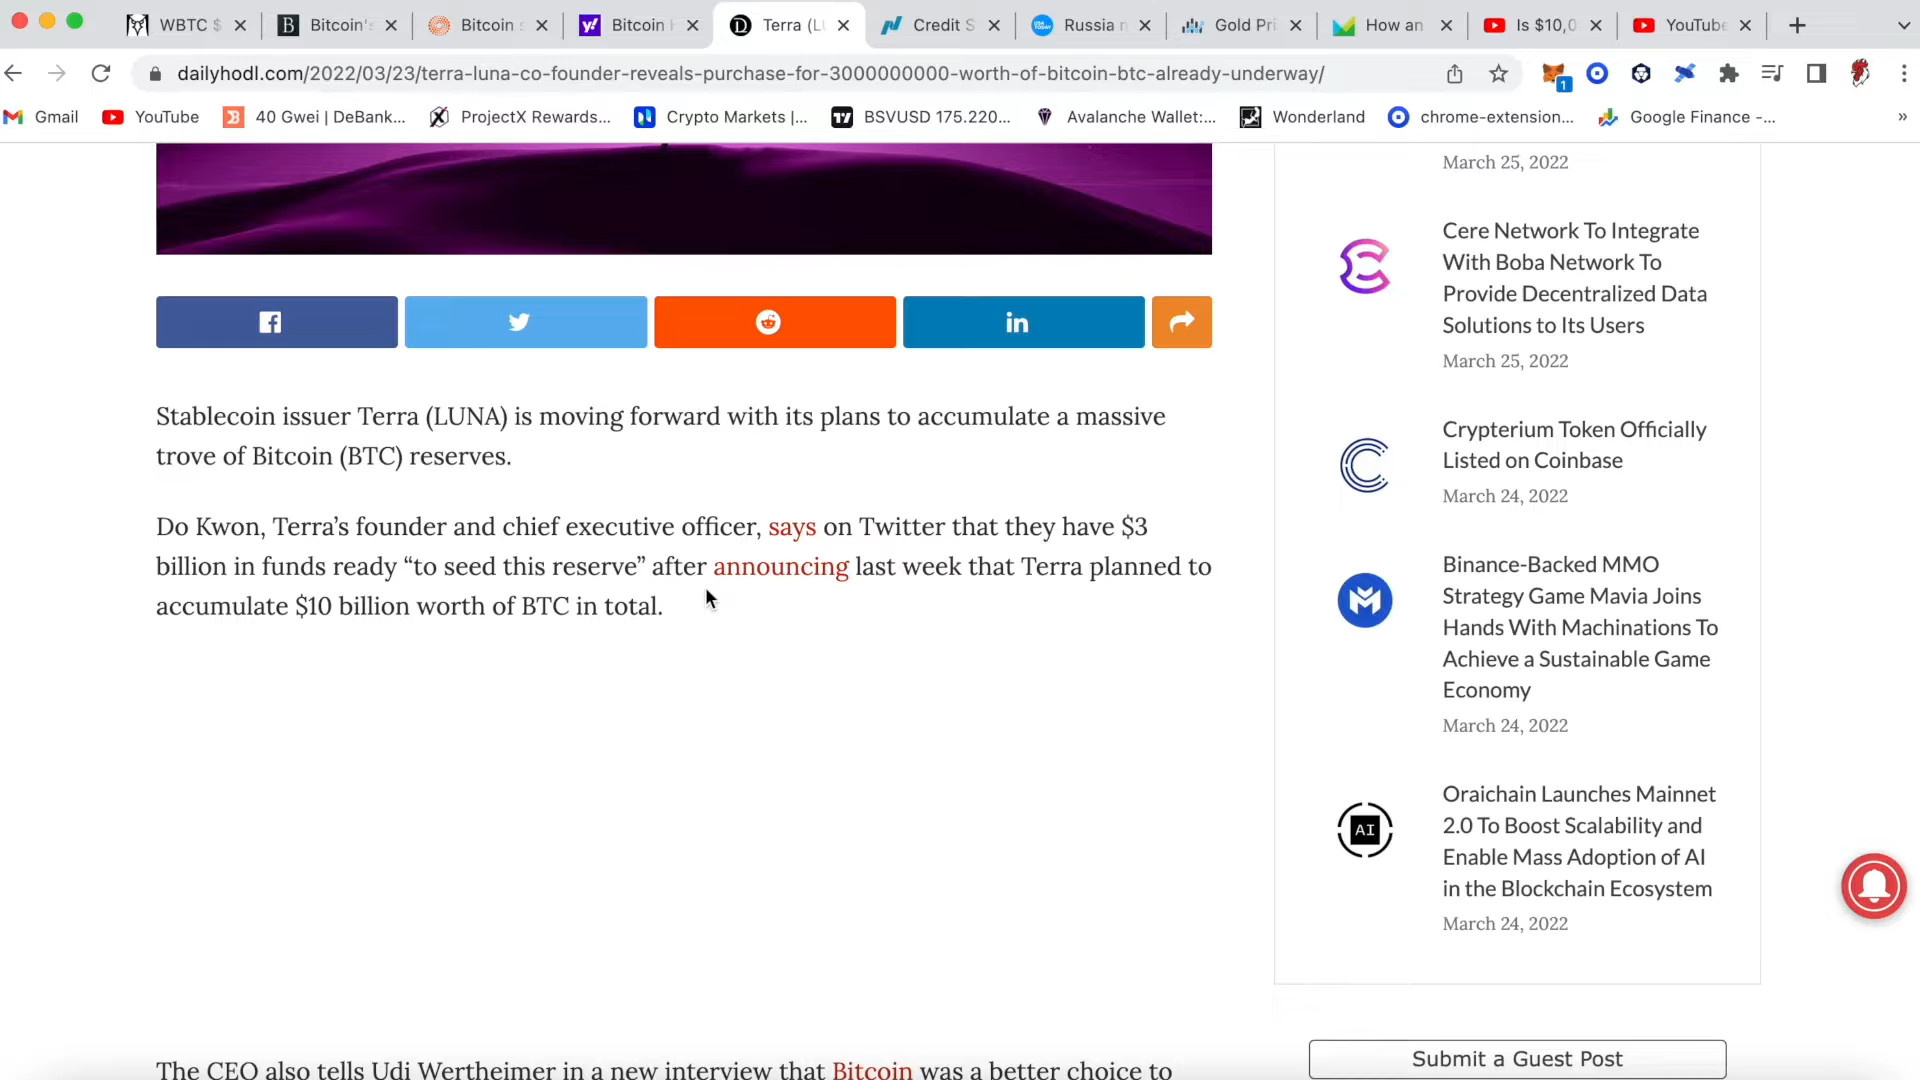 WBTC $
Bitcoin's
Bitcoin s
Bitcoin H
Terra (L
Credit S
Russia n
Gold Pri
How an
Is $10,0
YouTube
dailyhodl.com/2022/03/23/terra-luna-co-founder-reveals-purchase-for-3000000000-worth-of-bitcoin-btc-already-underway/
1
Gmail
YouTube
40 Gwei | DeBank...
ProjectX Rewards...
Crypto Markets |...
BSVUSD 175.220...
Avalanche Wallet:...
Wonderland
chrome-extension...
Google Finance -...
Stablecoin issuer Terra (LUNA) is moving forward with its plans to accumulate a massive
trove of Bitcoin (BTC) reserves.
Do Kwon, Terra’s founder and chief executive officer, says on Twitter that they have $3
billion in funds ready “to seed this reserve” after announcing last week that Terra planned to
accumulate $10 billion worth of BTC in total.
The CEO also tells Udi Wertheimer in a new interview that Bitcoin was a better choice to
March 25, 2022
Cere Network To Integrate
With Boba Network To
Provide Decentralized Data
Solutions to Its Users
March 25, 2022
Crypterium Token Officially
Listed on Coinbase
March 24, 2022
Binance-Backed MMO
Strategy Game Mavia Joins
Hands With Machinations To
Achieve a Sustainable Game
Economy
March 24, 2022
AI
Oraichain Launches Mainnet
2.0 To Boost Scalability and
Enable Mass Adoption of AI
in the Blockchain Ecosystem
March 24, 2022
Submit a Guest Post